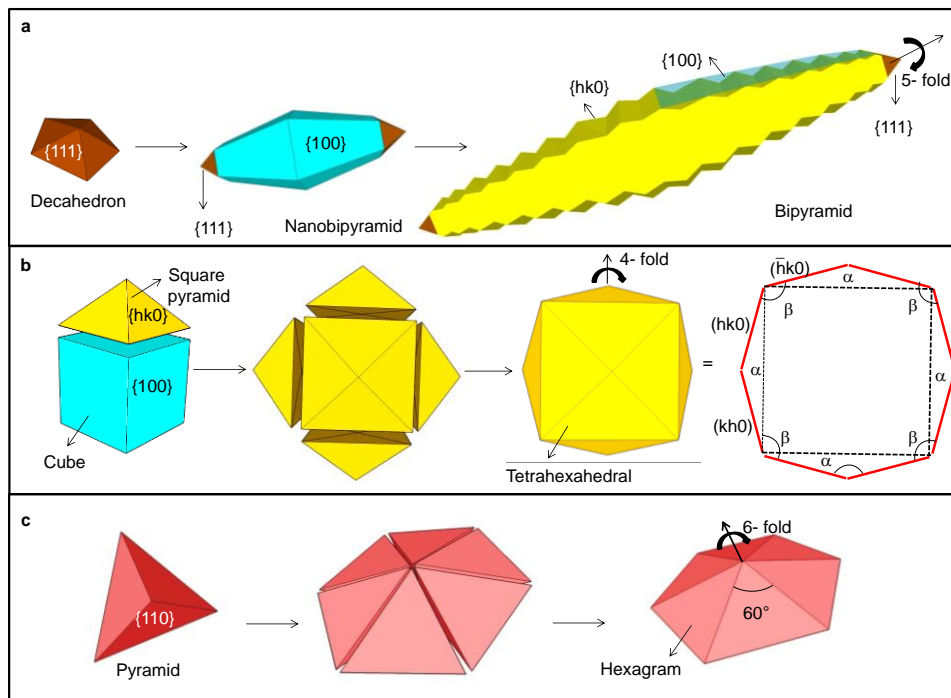 a
{111}
Decahedron
{100}
{111}
Nanobipyramid
{hk0}
{100}
5- fold
{111}
Bipyramid
b
Square
pyramid
{hk0}
{100}
Cube
4- fold
Tetrahexahedral
=
(h̄k0)
α
β
β
(hk0)
α
α
(kh0)
β
β
α
c
{110}
Pyramid
6- fold
60°
Hexagram